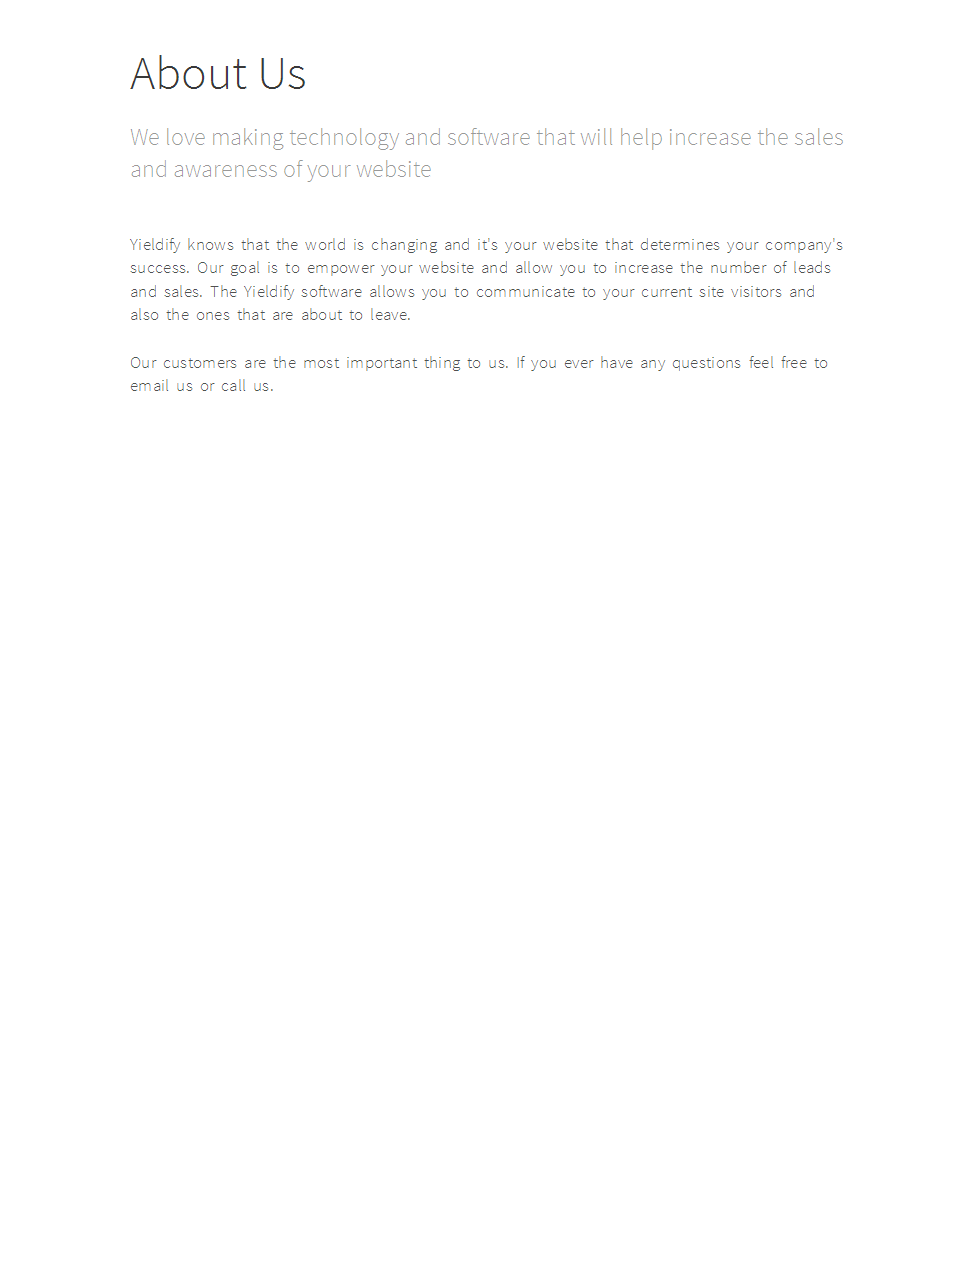 About Us
We love making technology and software that will help increase the sales
and awareness of your website
Yieldify knows that the world is changing and it's your website that determines your company's
success. Our goal is to empower your website and allow you to increase the number of leads
and sales. The Yieldify software allows you to communicate to your current site visitors and
also the ones that are about to leave.
Our customers are the most important thing to us. If you ever have any questions feel free to
email us or call us.